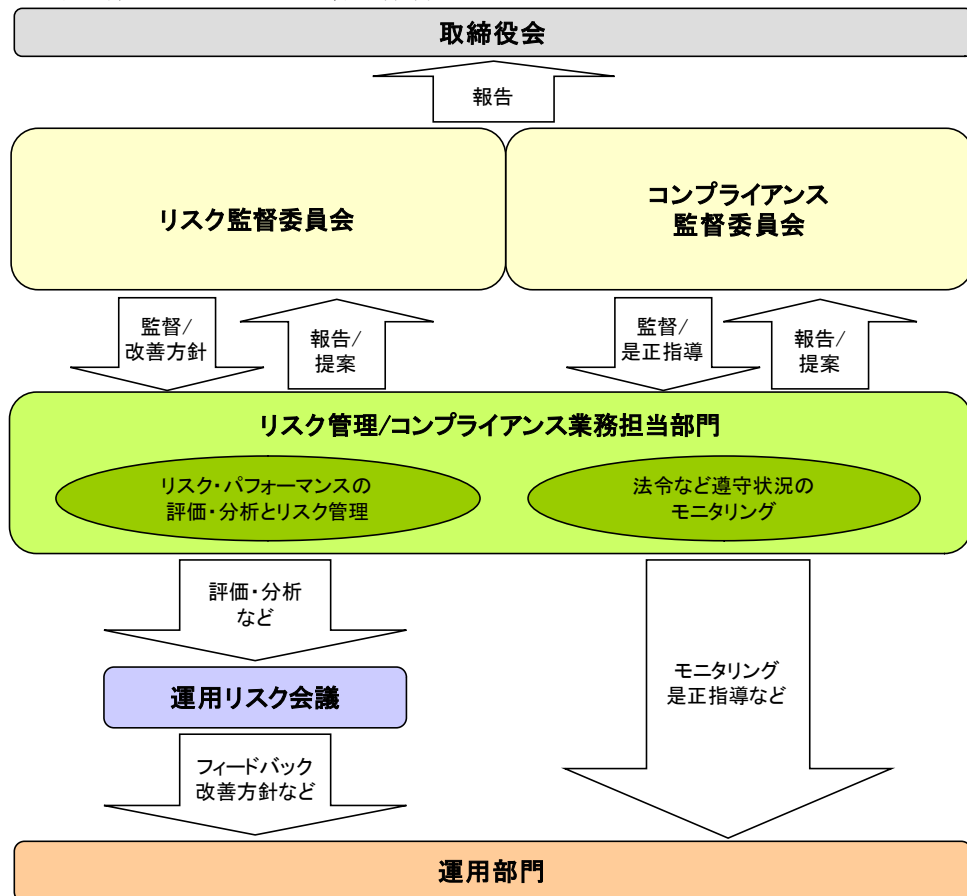 取締役会
報告
リスク監督委員会
コンプライアンス
監督委員会
監督/
改善方針
報告/
提案
監督/
是正指導
報告/
提案
リスク管理/コンプライアンス業務担当部門
リスク・パフォーマンスの
評価・分析とリスク管理
法令など遵守状況の
モニタリング
評価・分析
など
運用リスク会議
モニタリング
是正指導など
フィードバック
改善方針など
運用部門